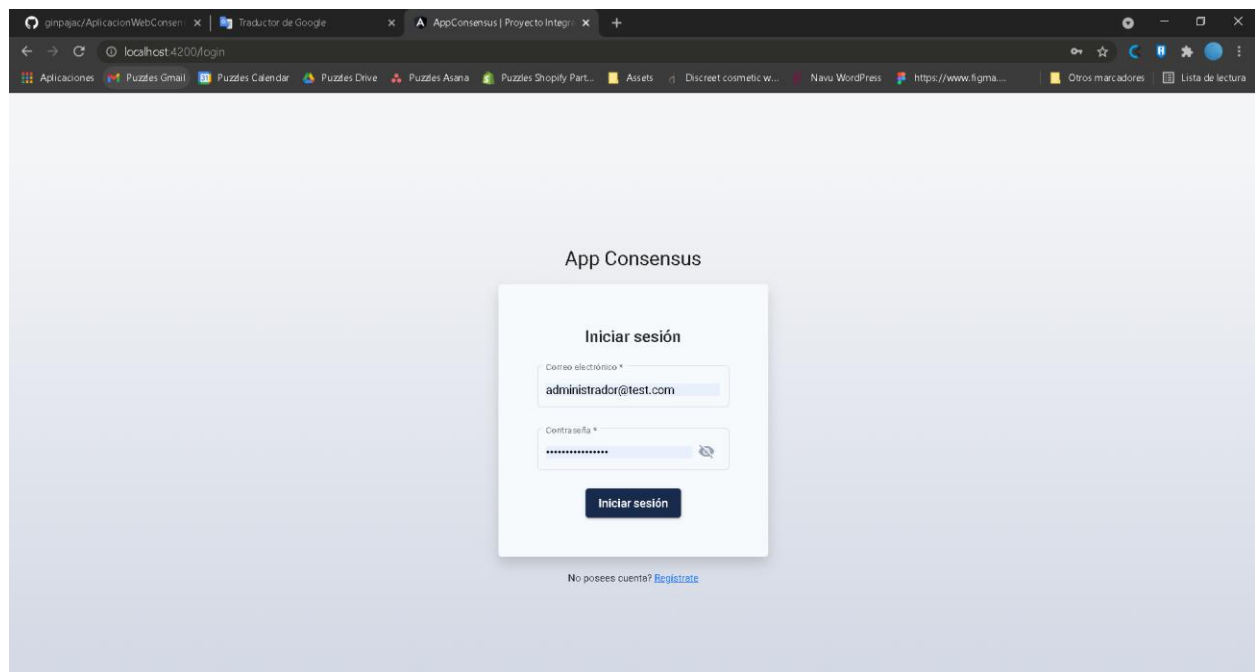 ginpajac/AplicacionWebConsen
Traductor de Google
AppConsensus | Proyecto Integr
localhost:4200/login
Aplicaciones
Puzzles Gmail
Puzzles Calendar
Puzzles Drive
Puzzles Asana
Puzzles Shopify Part...
Assets
Discreet cosmetic w...
Navu WordPress
https://www.figma....
Otros marcadores
Lista de lectura
App Consensus
Iniciar sesión
Correo electrónico *
administrador@test.com
Contraseña *
••••••••••••••••
Iniciar sesión
No posees cuenta? Regístrate